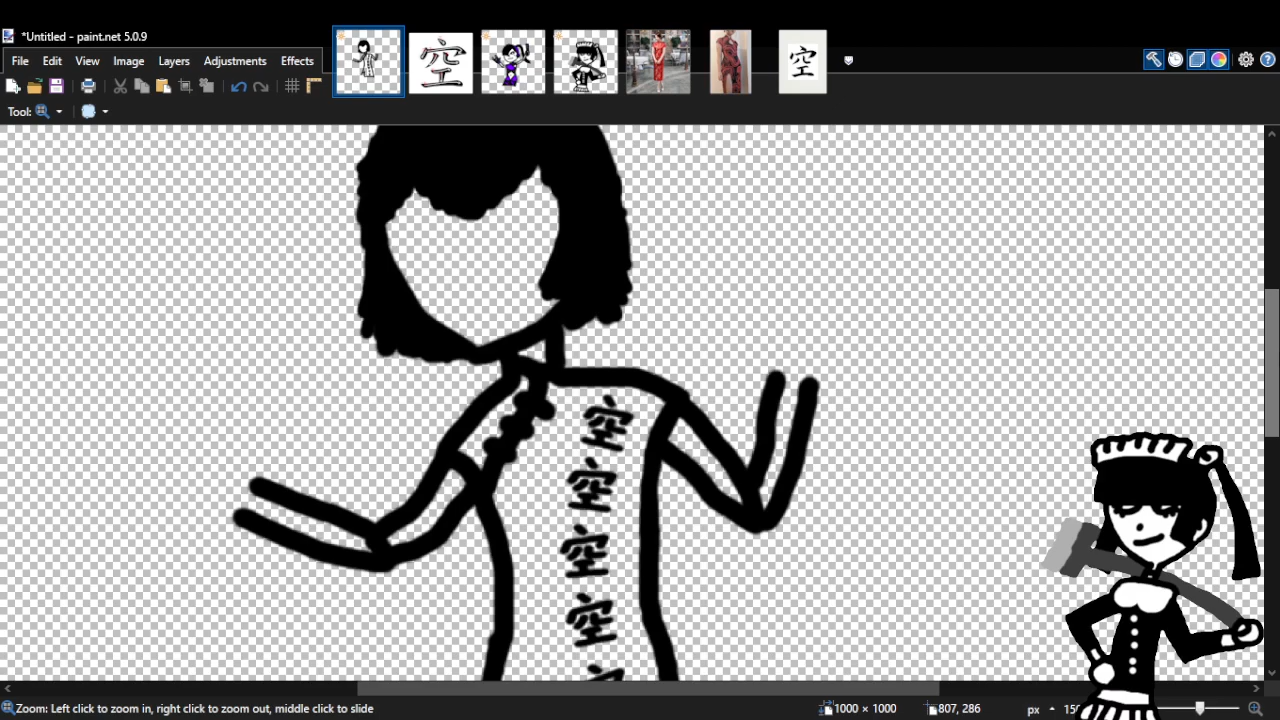 *Untitled - paint.net 5.0.9
File Edit View Image Layers Adjustments Effects
空
空
Tool:
空
空
空
空
Zoom: Left click to zoom in, right click to zoom out, middle click to slide
1000 × 1000
807, 286
px